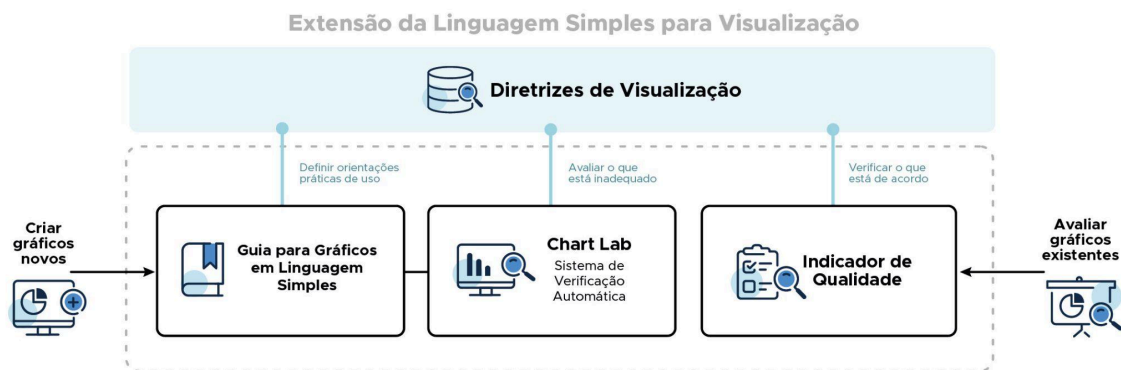 Extensão da Linguagem Simples para Visualização
Diretrizes de Visualização
Definir orientações
práticas de uso
Avaliar o que
está inadequado
Verificar o que
está de acordo
Criar
gráficos
novos
Guia para Gráficos
em Linguagem
Simples
Chart Lab
Sistema de
Verificação
Automática
Indicador de
Qualidade
Avaliar
gráficos
existentes